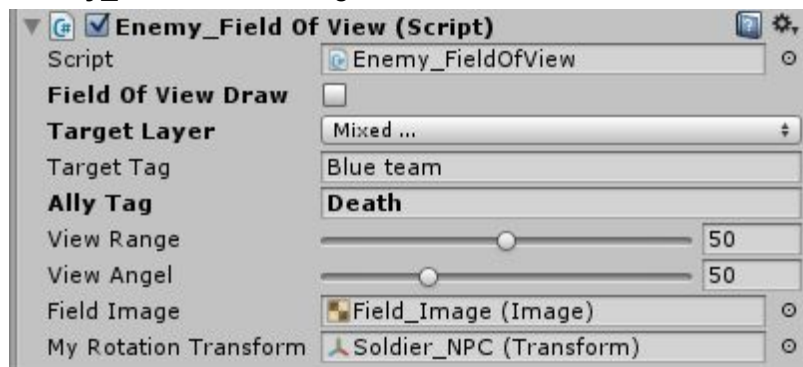 Enemy_Field Of View (Script)
Script Enemy_FieldOfView
Field Of View Draw
Target Layer Mixed ...
Target Tag Blue team
Ally Tag Death
View Range 50
View Angel 50
Field Image Field_Image (Image)
My Rotation Transform Soldier_NPC (Transform)